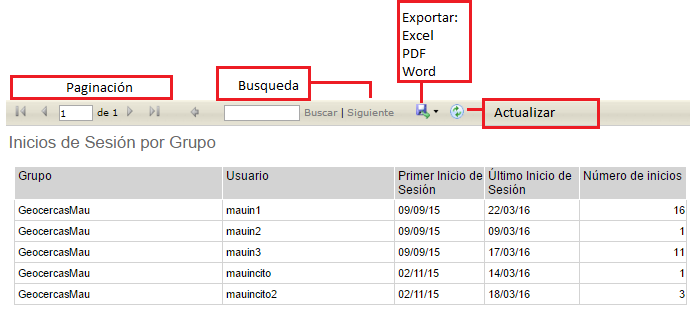 Exportar:
Excel
PDF
Word
Paginación
Busqueda
1 de 1
Buscar | Siguiente
Actualizar
Inicios de Sesión por Grupo
Grupo Usuario Primer Inicio de Sesión Último Inicio de Sesión Número de inicios
GeocercasMau mauin1 09/09/15 22/03/16 16
GeocercasMau mauin2 09/09/15 09/03/16 1
GeocercasMau mauin3 09/09/15 17/03/16 11
GeocercasMau mauincito 02/11/15 14/03/16 1
GeocercasMau mauincito2 02/11/15 18/03/16 3